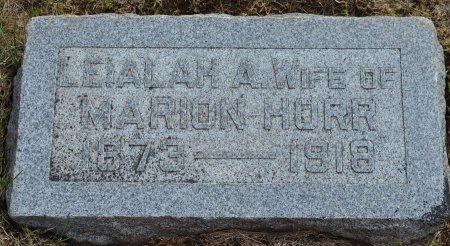 LEIALAH A. WIFE OF
MARION HORR
1873 — 1918